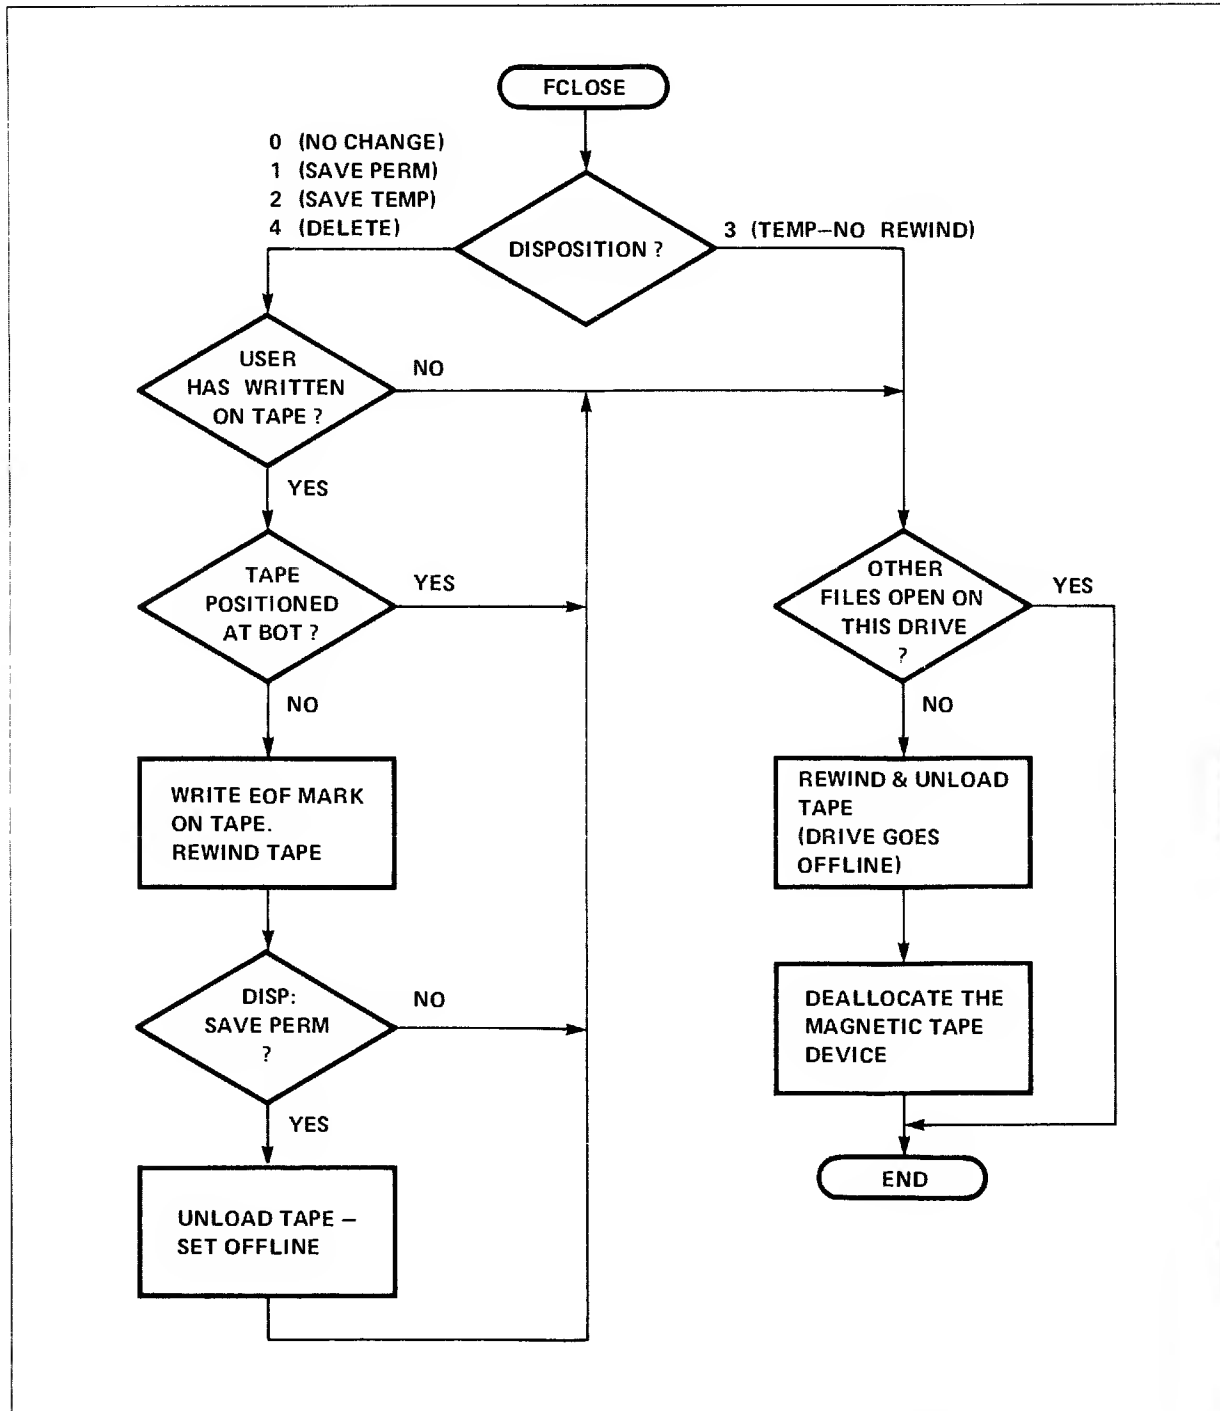 FCLOSE
0 (NO CHANGE)
1 (SAVE PERM)
2 (SAVE TEMP)
4 (DELETE)
DISPOSITION ?
3 (TEMP–NO REWIND)
USER
HAS WRITTEN
ON TAPE ?
NO
YES
TAPE
POSITIONED
AT BOT ?
YES
NO
WRITE EOF MARK
ON TAPE.
REWIND TAPE
DISP:
SAVE PERM
?
NO
YES
UNLOAD TAPE –
SET OFFLINE
OTHER
FILES OPEN ON
THIS DRIVE
?
YES
NO
REWIND & UNLOAD
TAPE
(DRIVE GOES
OFFLINE)
DEALLOCATE THE
MAGNETIC TAPE
DEVICE
END